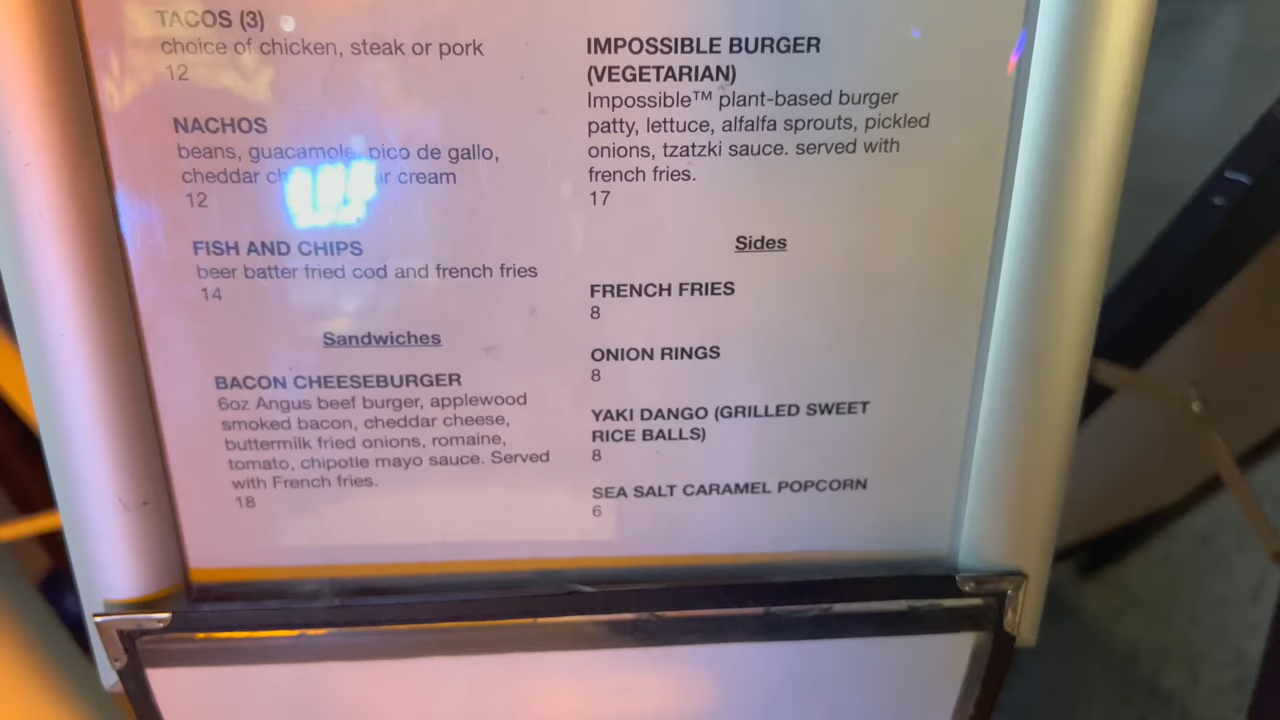 TACOS (3)
choice of chicken, steak or pork
12
NACHOS
beans, guacamole, pico de gallo,
cheddar cream
12
FISH AND CHIPS
beer batter fried cod and french fries
14
Sandwiches
BACON CHEESEBURGER
6oz Angus beef burger, applewood
smoked bacon, cheddar cheese,
buttermilk fried onions, romaine,
tomato, chipotle mayo sauce. Served
with French fries.
18
IMPOSSIBLE BURGER
(VEGETARIAN)
Impossible™ plant-based burger
patty, lettuce, alfalfa sprouts, pickled
onions, tzatzki sauce. served with
french fries.
17
Sides
FRENCH FRIES
8
ONION RINGS
8
YAKI DANGO (GRILLED SWEET
RICE BALLS)
8
SEA SALT CARAMEL POPCORN
6